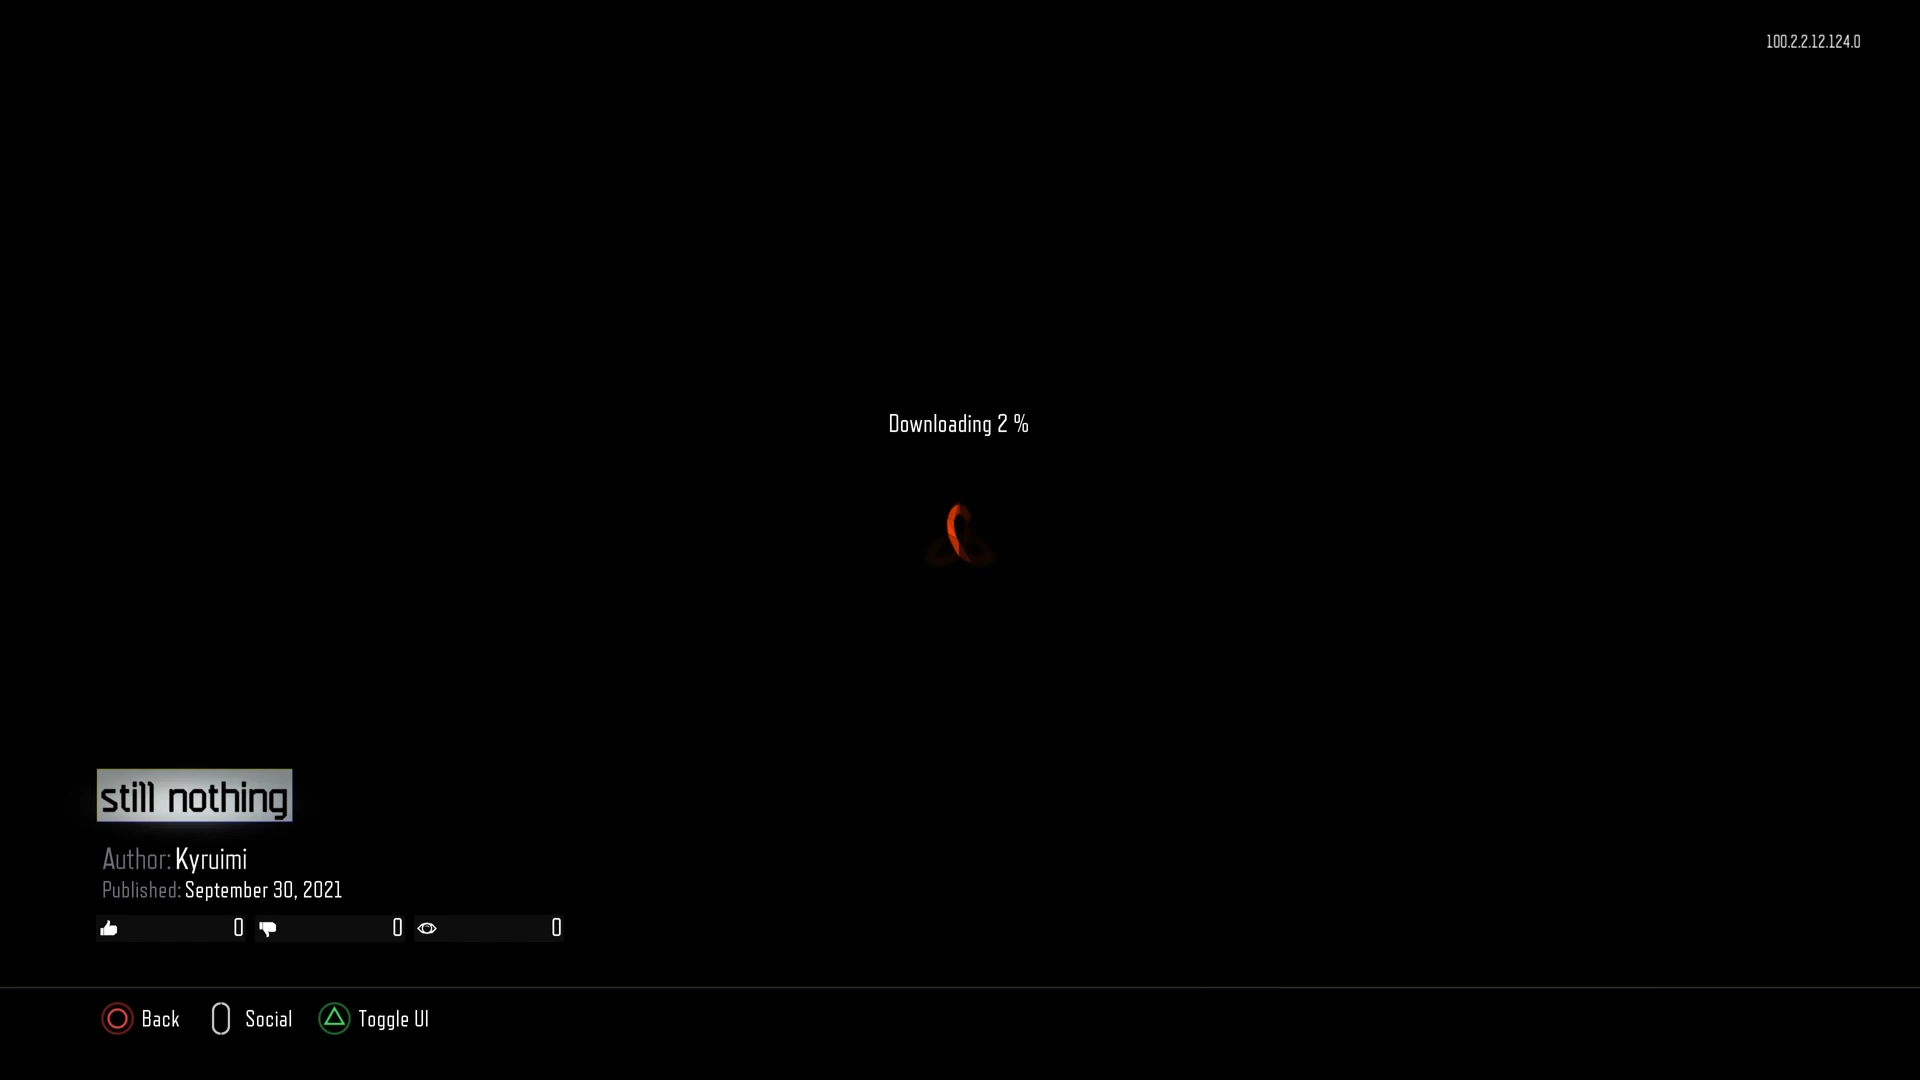 100.2.2.12.124.0
Downloading 2 %
still nothing
Author: Kyruimi
Published: September 30, 2021
0 0 0
Back Social Toggle UI